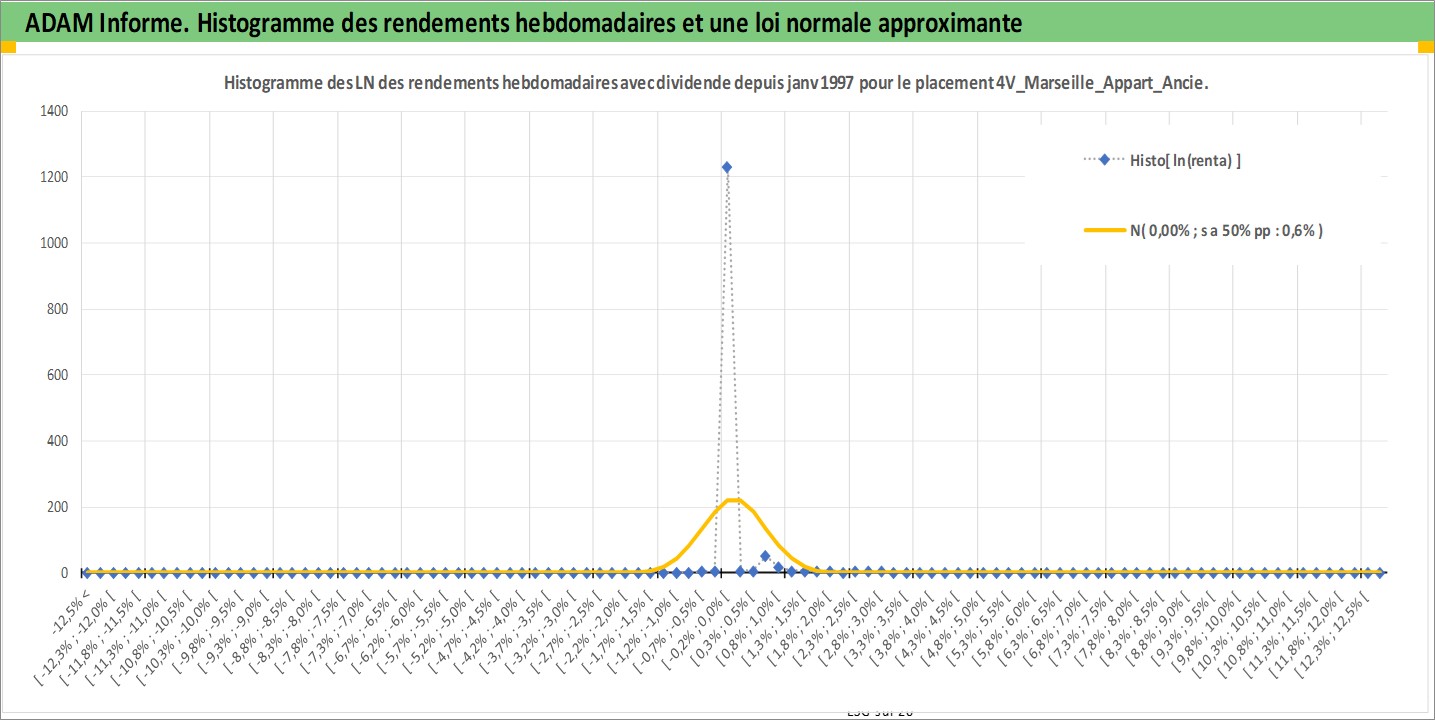 ADAM Informe. Histogramme des rendements hebdomadaires et une loi normale approximante
Histogramme des LN des rendements hebdomadaires avec dividende depuis janv 1997 pour le placement 4V_Marseille_Appart_Ancie.
1400
1200
1000
800
600
400
200
0
Histo[ ln(renta) ]
N( 0,00% ; s a 50% pp : 0,6% )
-12,5% <
[ -12,3% ; -12,0% [
[ -11,8% ; -11,5% [
[ -11,3% ; -11,0% [
[ -10,8% ; -10,5% [
[ -10,3% ; -10,0% [
[ -9,8% ; -9,5% [
[ -9,3% ; -9,0% [
[ -8,8% ; -8,5% [
[ -8,3% ; -8,0% [
[ -7,8% ; -7,5% [
[ -7,3% ; -7,0% [
[ -6,7% ; -6,5% [
[ -6,2% ; -6,0% [
[ -5,7% ; -5,5% [
[ -5,2% ; -5,0% [
[ -4,7% ; -4,5% [
[ -4,2% ; -4,0% [
[ -3,7% ; -3,5% [
[ -3,2% ; -3,0% [
[ -2,7% ; -2,5% [
[ -2,2% ; -2,0% [
[ -1,7% ; -1,5% [
[ -1,2% ; -1,0% [
[ -0,7% ; -0,5% [
[ -0,2% ; 0,0% [
[ 0,3% ; 0,5% [
[ 0,8% ; 1,0% [
[ 1,3% ; 1,5% [
[ 1,8% ; 2,0% [
[ 2,3% ; 2,5% [
[ 2,8% ; 3,0% [
[ 3,3% ; 3,5% [
[ 3,8% ; 4,0% [
[ 4,3% ; 4,5% [
[ 4,8% ; 5,0% [
[ 5,3% ; 5,5% [
[ 5,8% ; 6,0% [
[ 6,3% ; 6,5% [
[ 6,8% ; 7,0% [
[ 7,3% ; 7,5% [
[ 7,8% ; 8,0% [
[ 8,3% ; 8,5% [
[ 8,8% ; 9,0% [
[ 9,3% ; 9,5% [
[ 9,8% ; 10,0% [
[ 10,3% ; 10,5% [
[ 10,8% ; 11,0% [
[ 11,3% ; 11,5% [
[ 11,8% ; 12,0% [
[ 12,3% ; 12,5% [